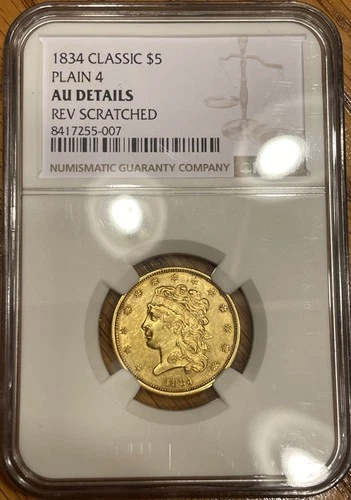 1834 CLASSIC $5
PLAIN 4
AU DETAILS
REV SCRATCHED
8417255-007
NUMISMATIC GUARANTY COMPANY